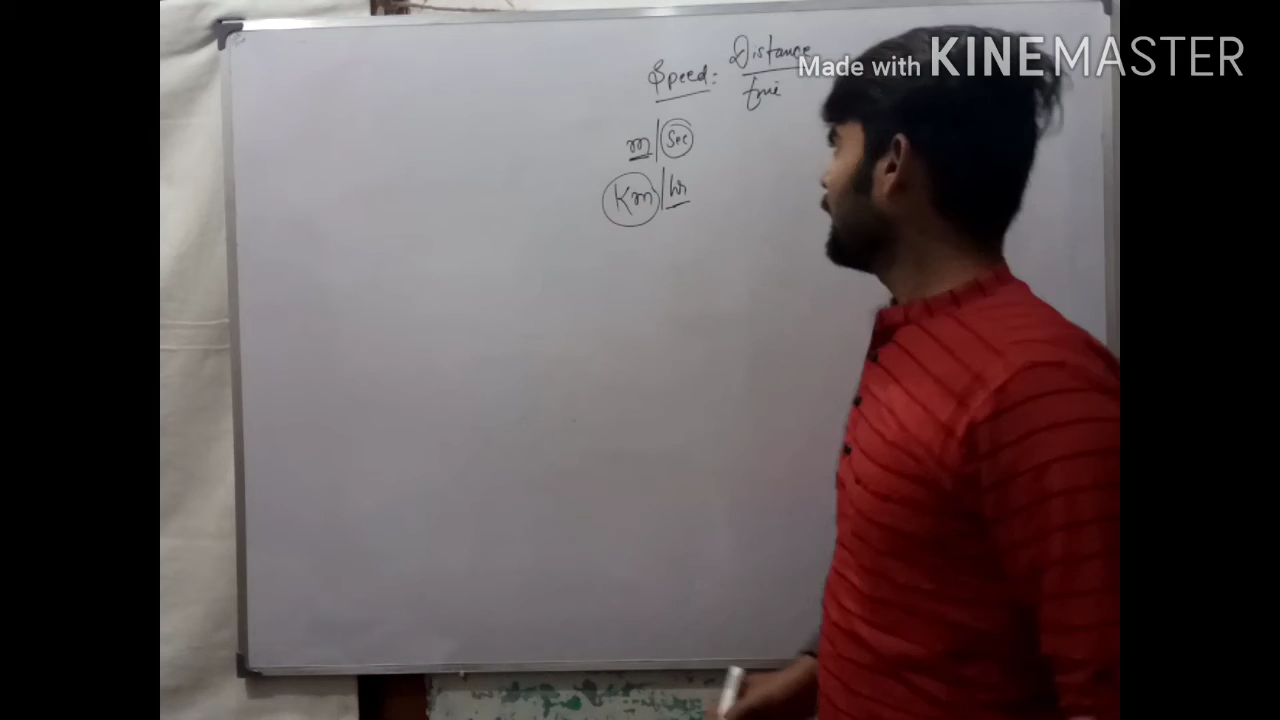 Speed = Distance / time
m / Sec
Km / hr
Made with KINEMASTER